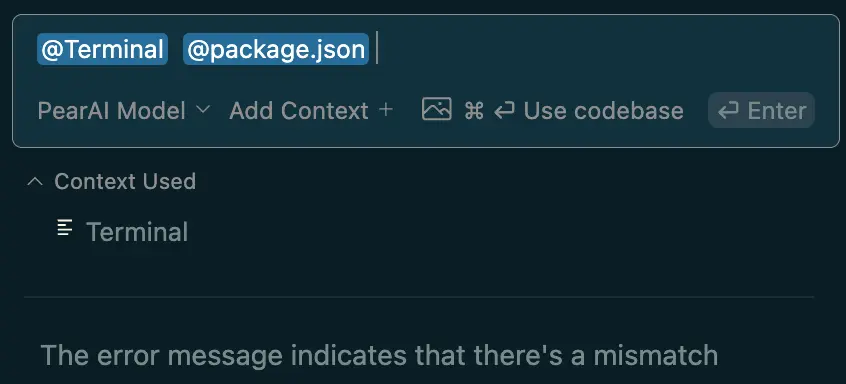 @Terminal @package.json
PearAI Model Add Context + ⌘ ⏎ Use codebase ⏎ Enter
Context Used
Terminal
The error message indicates that there's a mismatch